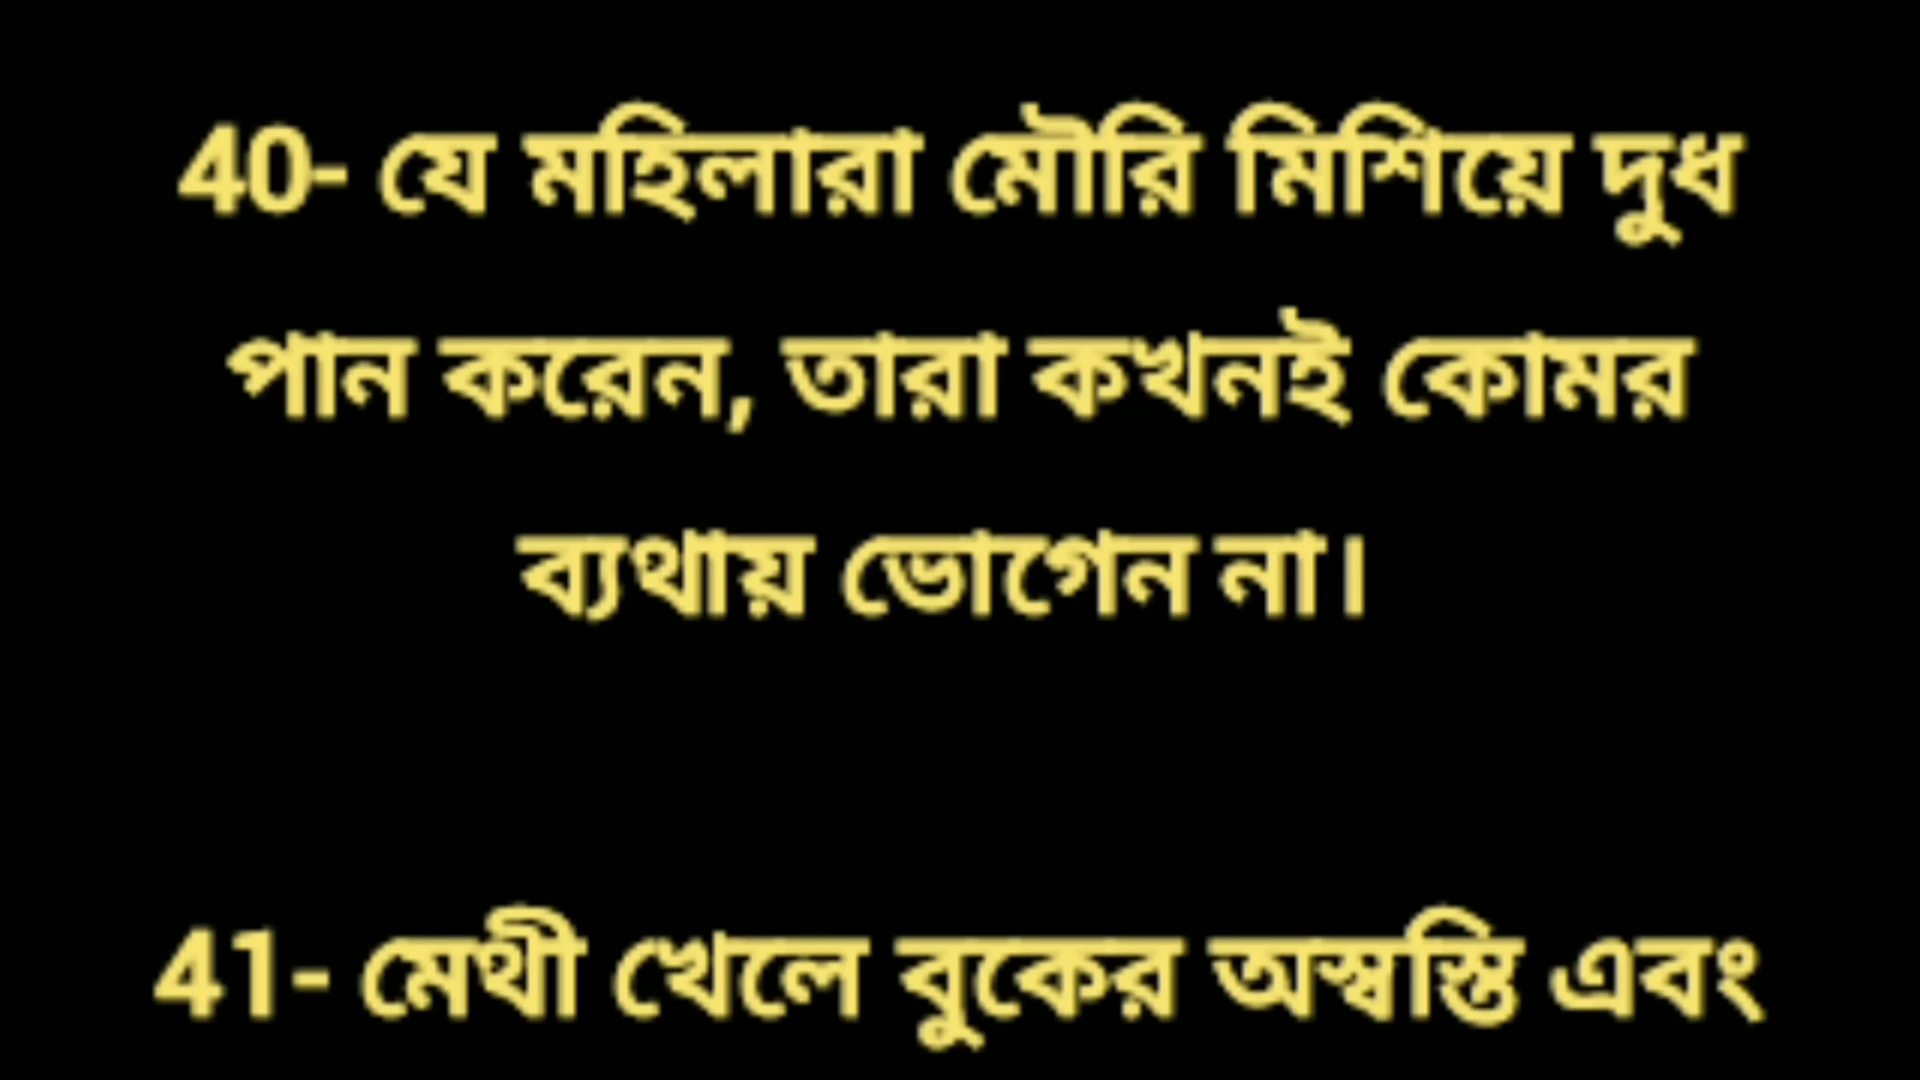 40- যে মহিলারা মৌরি মিশিয়ে দুধ
পান করেন, তারা কখনই কোমর
ব্যথায় ভোগেন না।
41- মেথী খেলে বুকের অস্বস্তি এবং